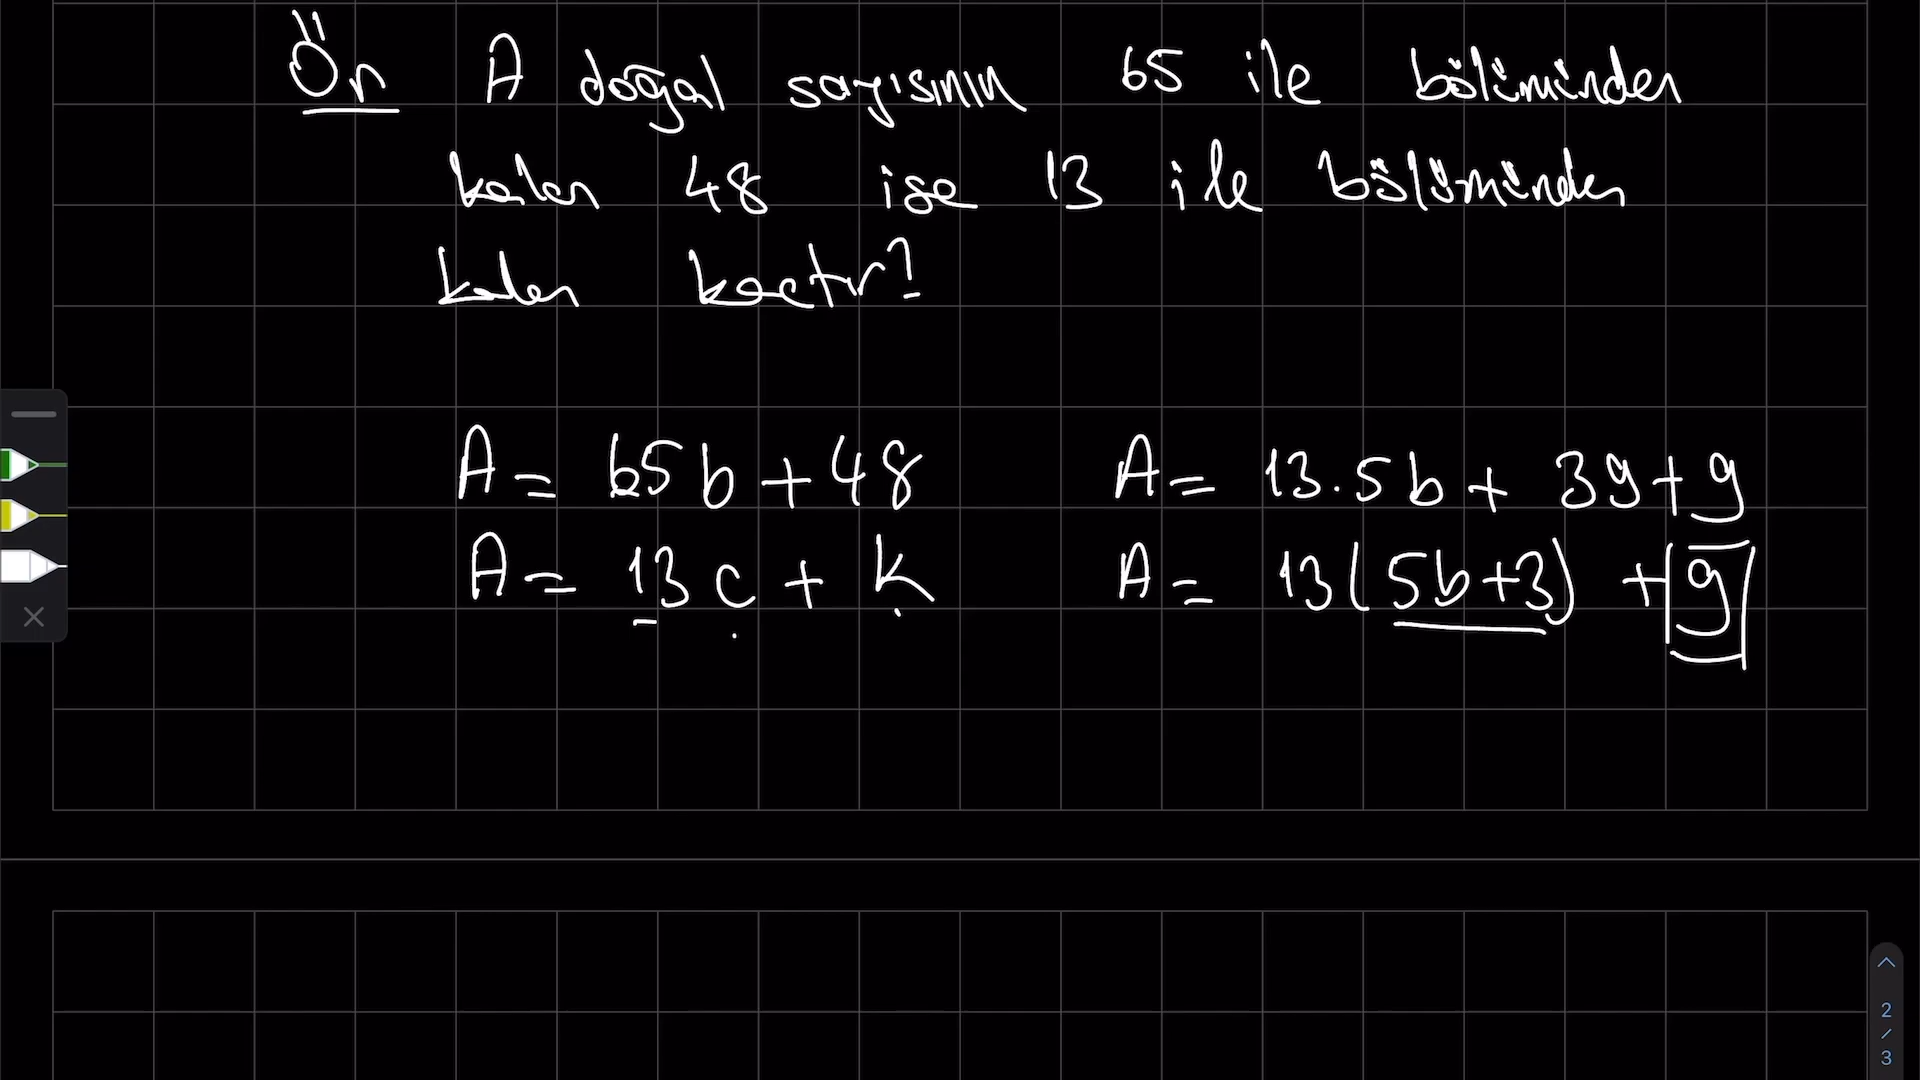 Ön A doğal sayısının 65 ile bölümünden
kalan 48 ise 13 ile bölümünden
kalan kaçtır?
A = 65b + 48
A = 13c + k
A = 13.5b + 39 + 9
A = 13(5b+3) + 9
2
/
3